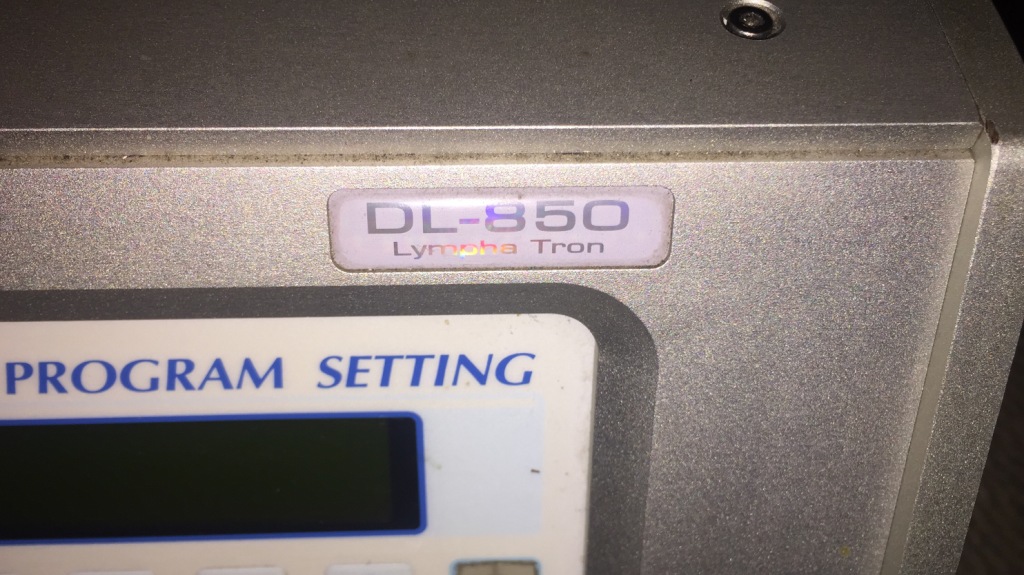 DL-850
Lympha Tron
PROGRAM SETTING